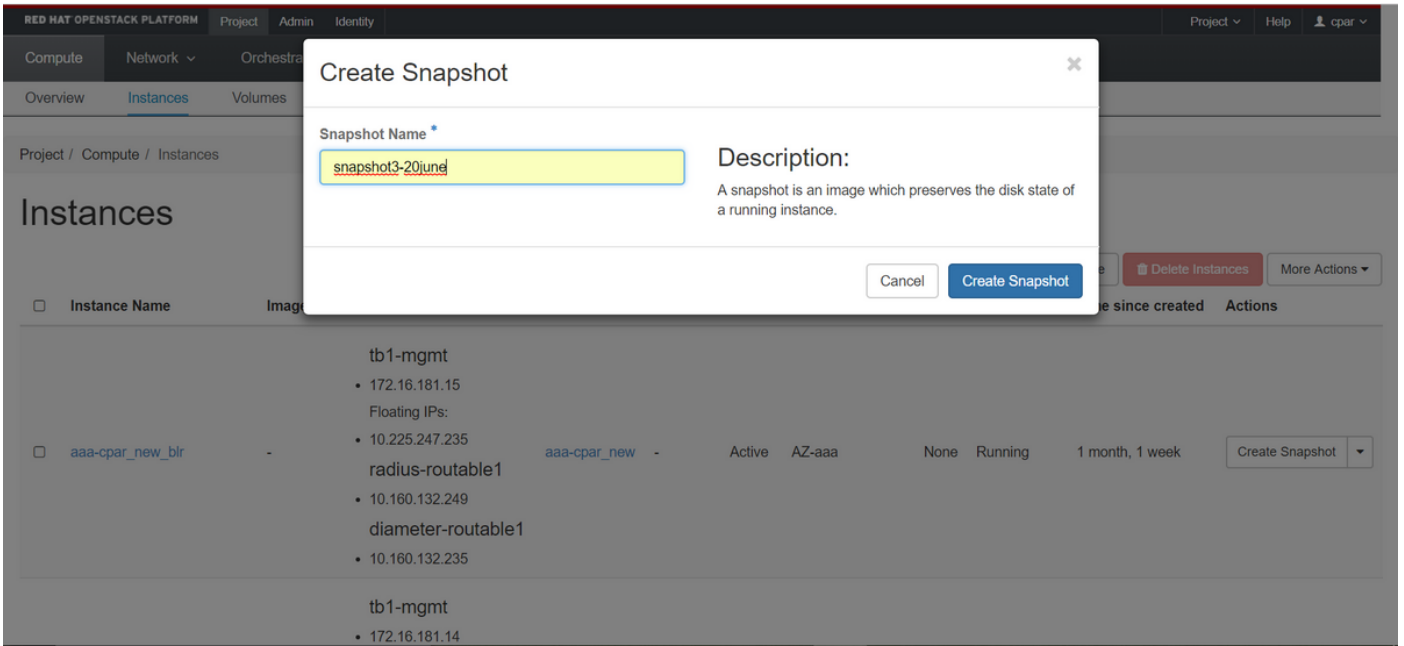 RED HAT OPENSTACK PLATFORM Project Admin Identity Project Help cpar
Compute Network Orchestra
Overview Instances Volumes
Project / Compute / Instances
Instances
Create Snapshot
Snapshot Name *
snapshot3-20june
Description:
A snapshot is an image which preserves the disk state of
a running instance.
Cancel Create Snapshot
e Delete Instances More Actions
Instance Name Image e since created Actions
tb1-mgmt
• 172.16.181.15
Floating IPs:
• 10.225.247.235
aaa-cpar_new_blr - aaa-cpar_new - Active AZ-aaa None Running 1 month, 1 week Create Snapshot
radius-routable1
• 10.160.132.249
diameter-routable1
• 10.160.132.235
tb1-mgmt
• 172.16.181.14